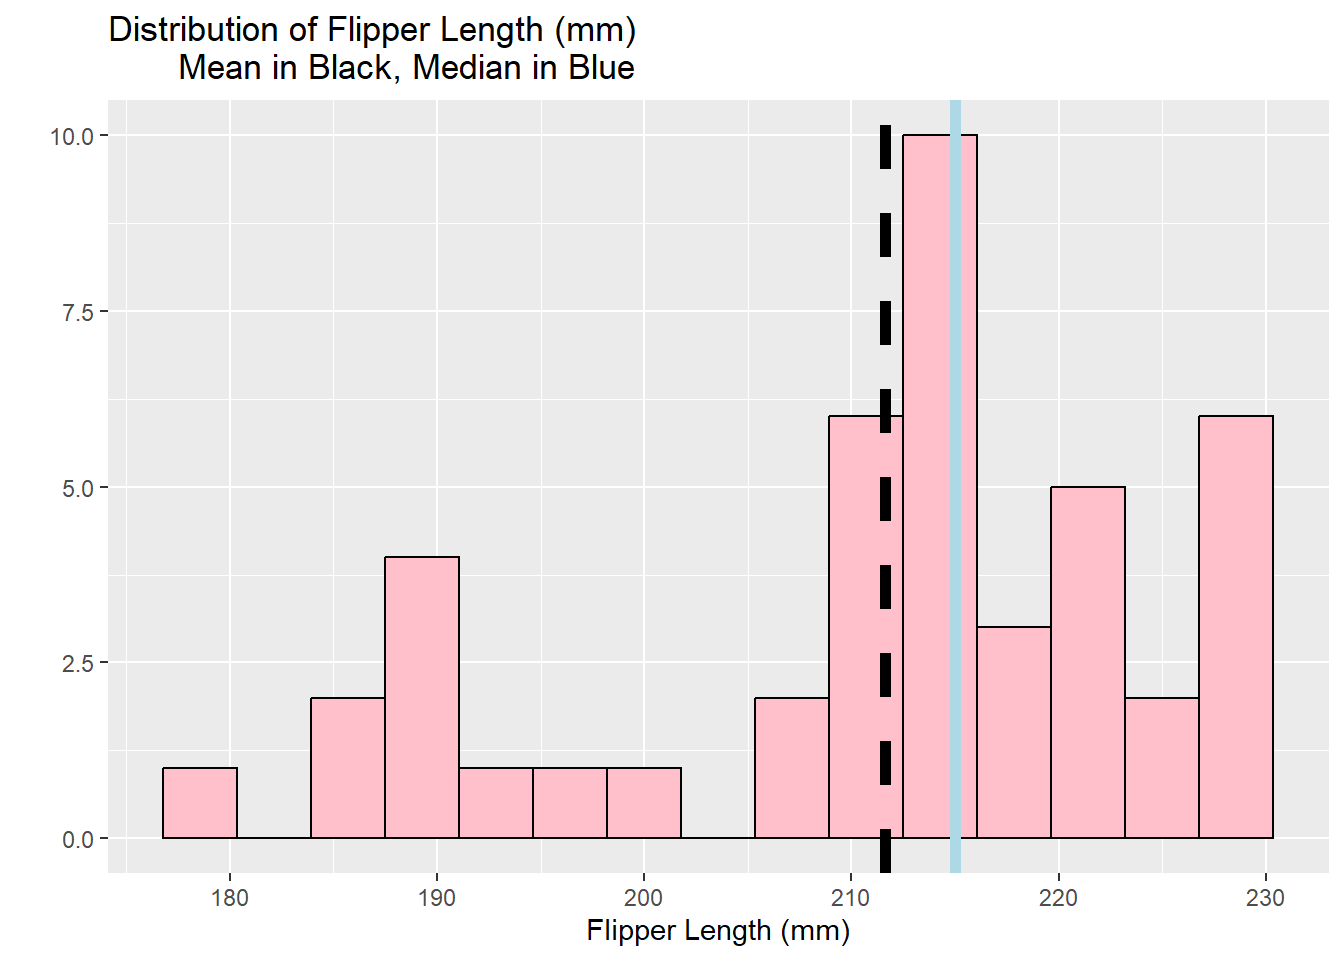 Distribution of Flipper Length (mm)
Mean in Black, Median in Blue
10.0
7.5
5.0
2.5
0.0
180 190 200 210 220 230
Flipper Length (mm)